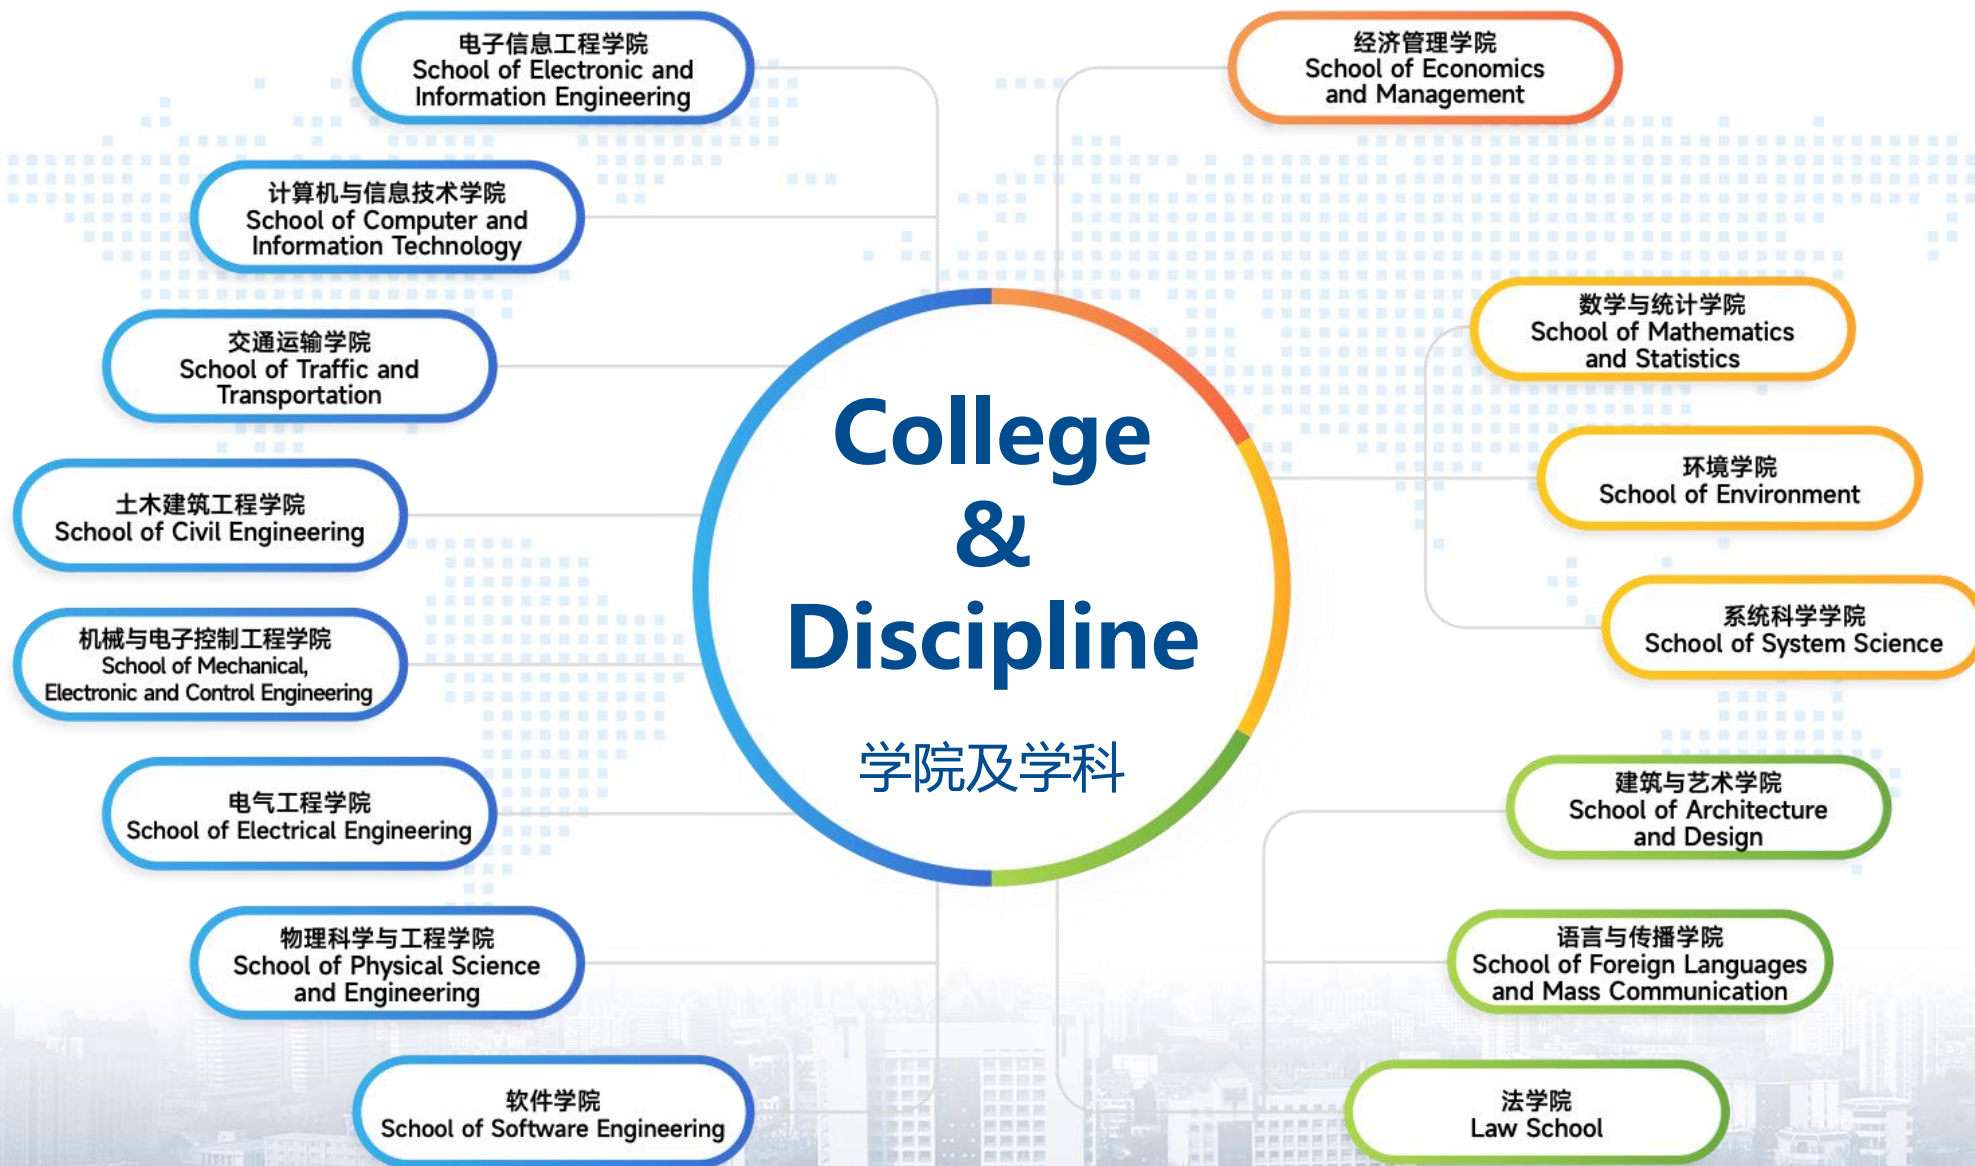 电子信息工程学院
School of Electronic and
Information Engineering
计算机与信息技术学院
School of Computer and
Information Technology
交通运输学院
School of Traffic and
Transportation
土木建筑工程学院
School of Civil Engineering
机械与电子控制工程学院
School of Mechanical,
Electronic and Control Engineering
电气工程学院
School of Electrical Engineering
物理科学与工程学院
School of Physical Science
and Engineering
软件学院
School of Software Engineering
College
&
Discipline
学院及学科
经济管理学院
School of Economics
and Management
数学与统计学院
School of Mathematics
and Statistics
环境学院
School of Environment
系统科学学院
School of System Science
建筑与艺术学院
School of Architecture
and Design
语言与传播学院
School of Foreign Languages
and Mass Communication
法学院
Law School